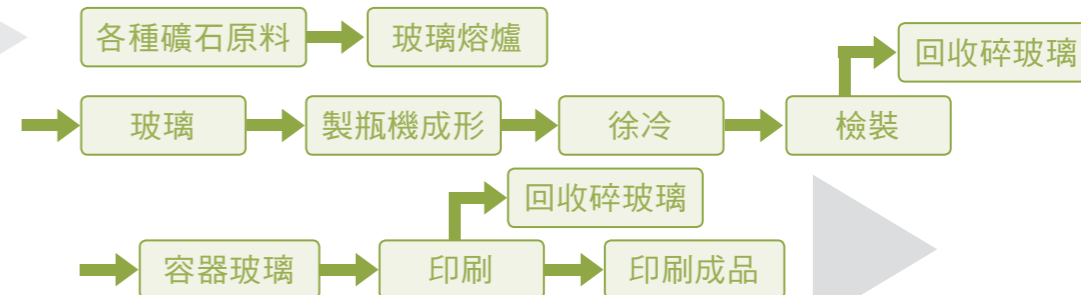 各種礦石原料 玻璃熔爐
回收碎玻璃
玻璃 製瓶機成形 徐冷 檢裝
回收碎玻璃
容器玻璃 印刷 印刷成品